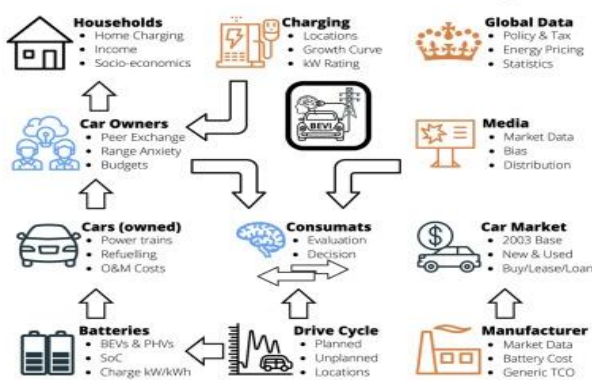 Households
• Home Charging
• Income
• Socio-economics
Charging
• Locations
• Growth Curve
• kW Rating
Global Data
• Policy & Tax
• Energy Pricing
• Statistics
Car Owners
• Peer Exchange
• Range Anxiety
• Budgets
BEVI
Media
• Market Data
• Bias
• Distribution
Cars (owned)
• Power trains
• Refuelling
• O&M Costs
Consumats
• Evaluation
• Decision
$
Car Market
• 2003 Base
• New & Used
• Buy/Lease/Loan
Batteries
• BEVs & PHVs
• SoC
• Charge kW/kWh
Drive Cycle
• Planned
• Unplanned
• Locations
Manufacturer
• Market Data
• Battery Cost
• Generic TCO